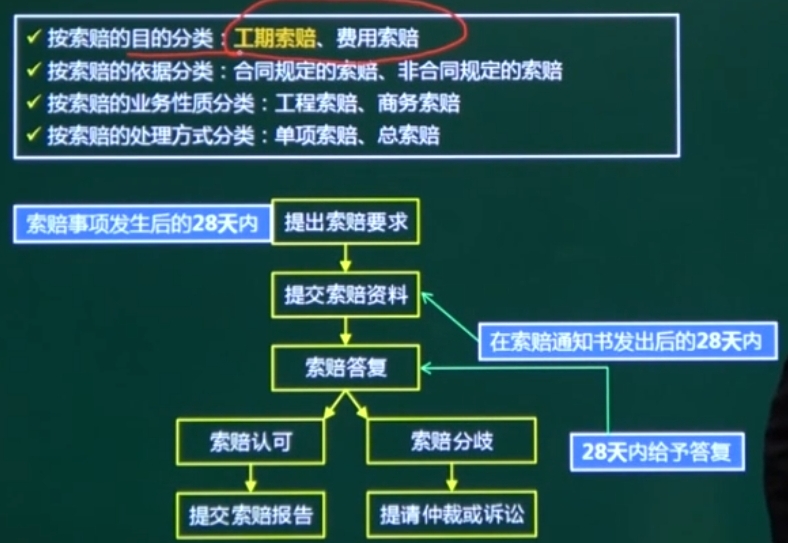 ✓ 按索赔的目的分类：工期索赔、费用索赔
✓ 按索赔的依据分类：合同规定的索赔、非合同规定的索赔
✓ 按索赔的业务性质分类：工程索赔、商务索赔
✓ 按索赔的处理方式分类：单项索赔、总索赔
索赔事项发生后的28天内
提出索赔要求
提交索赔资料
在索赔通知书发出后的28天内
索赔答复
28天内给予答复
索赔认可
索赔分歧
提交索赔报告
提请仲裁或诉讼